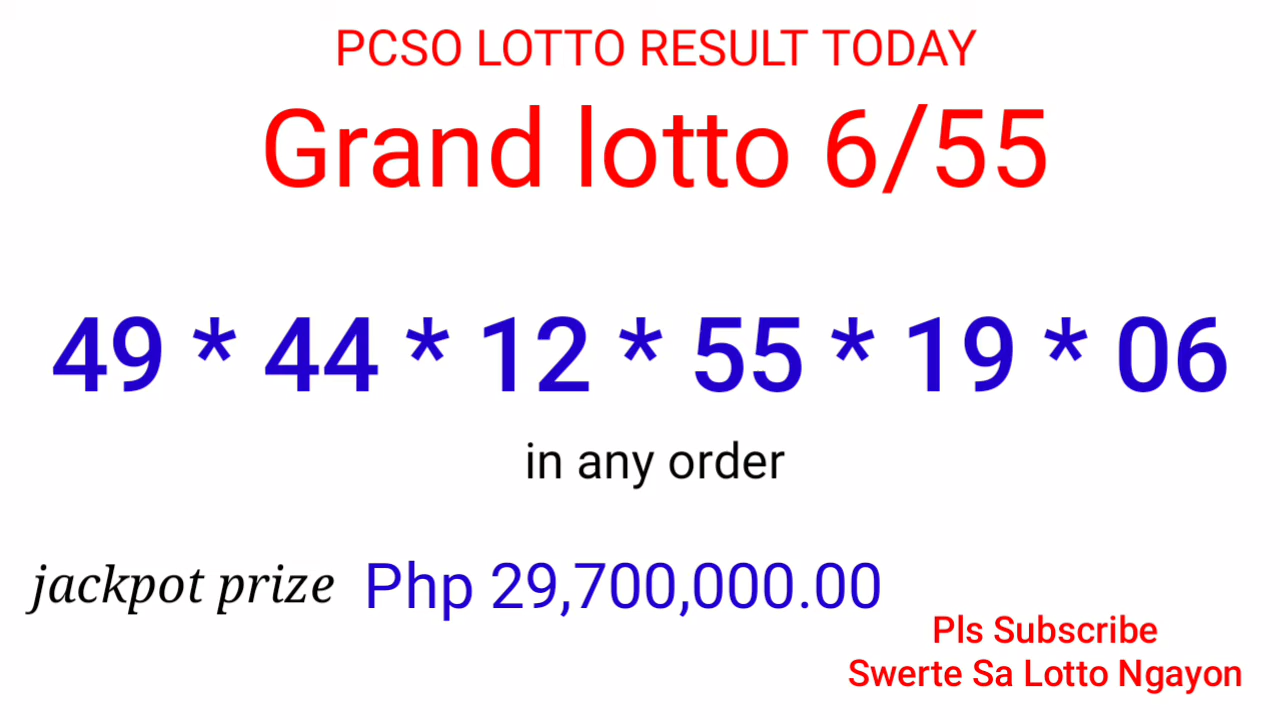 PCSO LOTTO RESULT TODAY
Grand lotto 6/55
49 * 44 * 12 * 55 * 19 * 06
in any order
jackpot prize Php 29,700,000.00
Pls Subscribe
Swerte Sa Lotto Ngayon